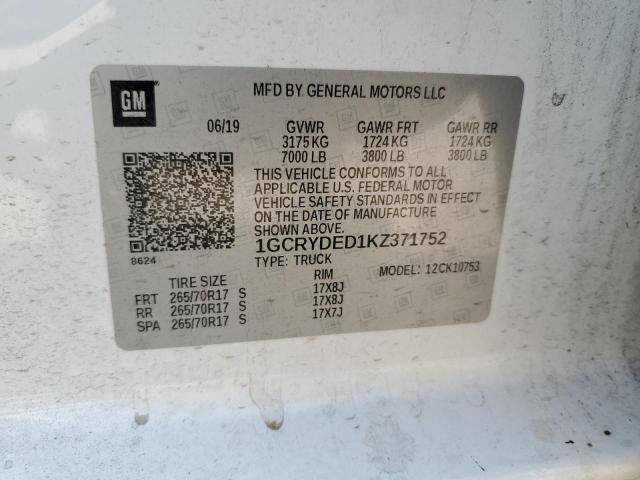 GM
MFD BY GENERAL MOTORS LLC
06/19 GVWR GAWR FRT GAWR RR
3175 KG 1724 KG 1724 KG
7000 LB 3800 LB 3800 LB
THIS VEHICLE CONFORMS TO ALL
APPLICABLE U.S. FEDERAL MOTOR
VEHICLE SAFETY STANDARDS IN EFFECT
ON THE DATE OF MANUFACTURE
SHOWN ABOVE.
1GCRYDED1KZ371752
8624
TYPE: TRUCK MODEL: 12CK10753
TIRE SIZE RIM
FRT 265/70R17 S 17X8J
RR 265/70R17 S 17X8J
SPA 265/70R17 S 17X7J